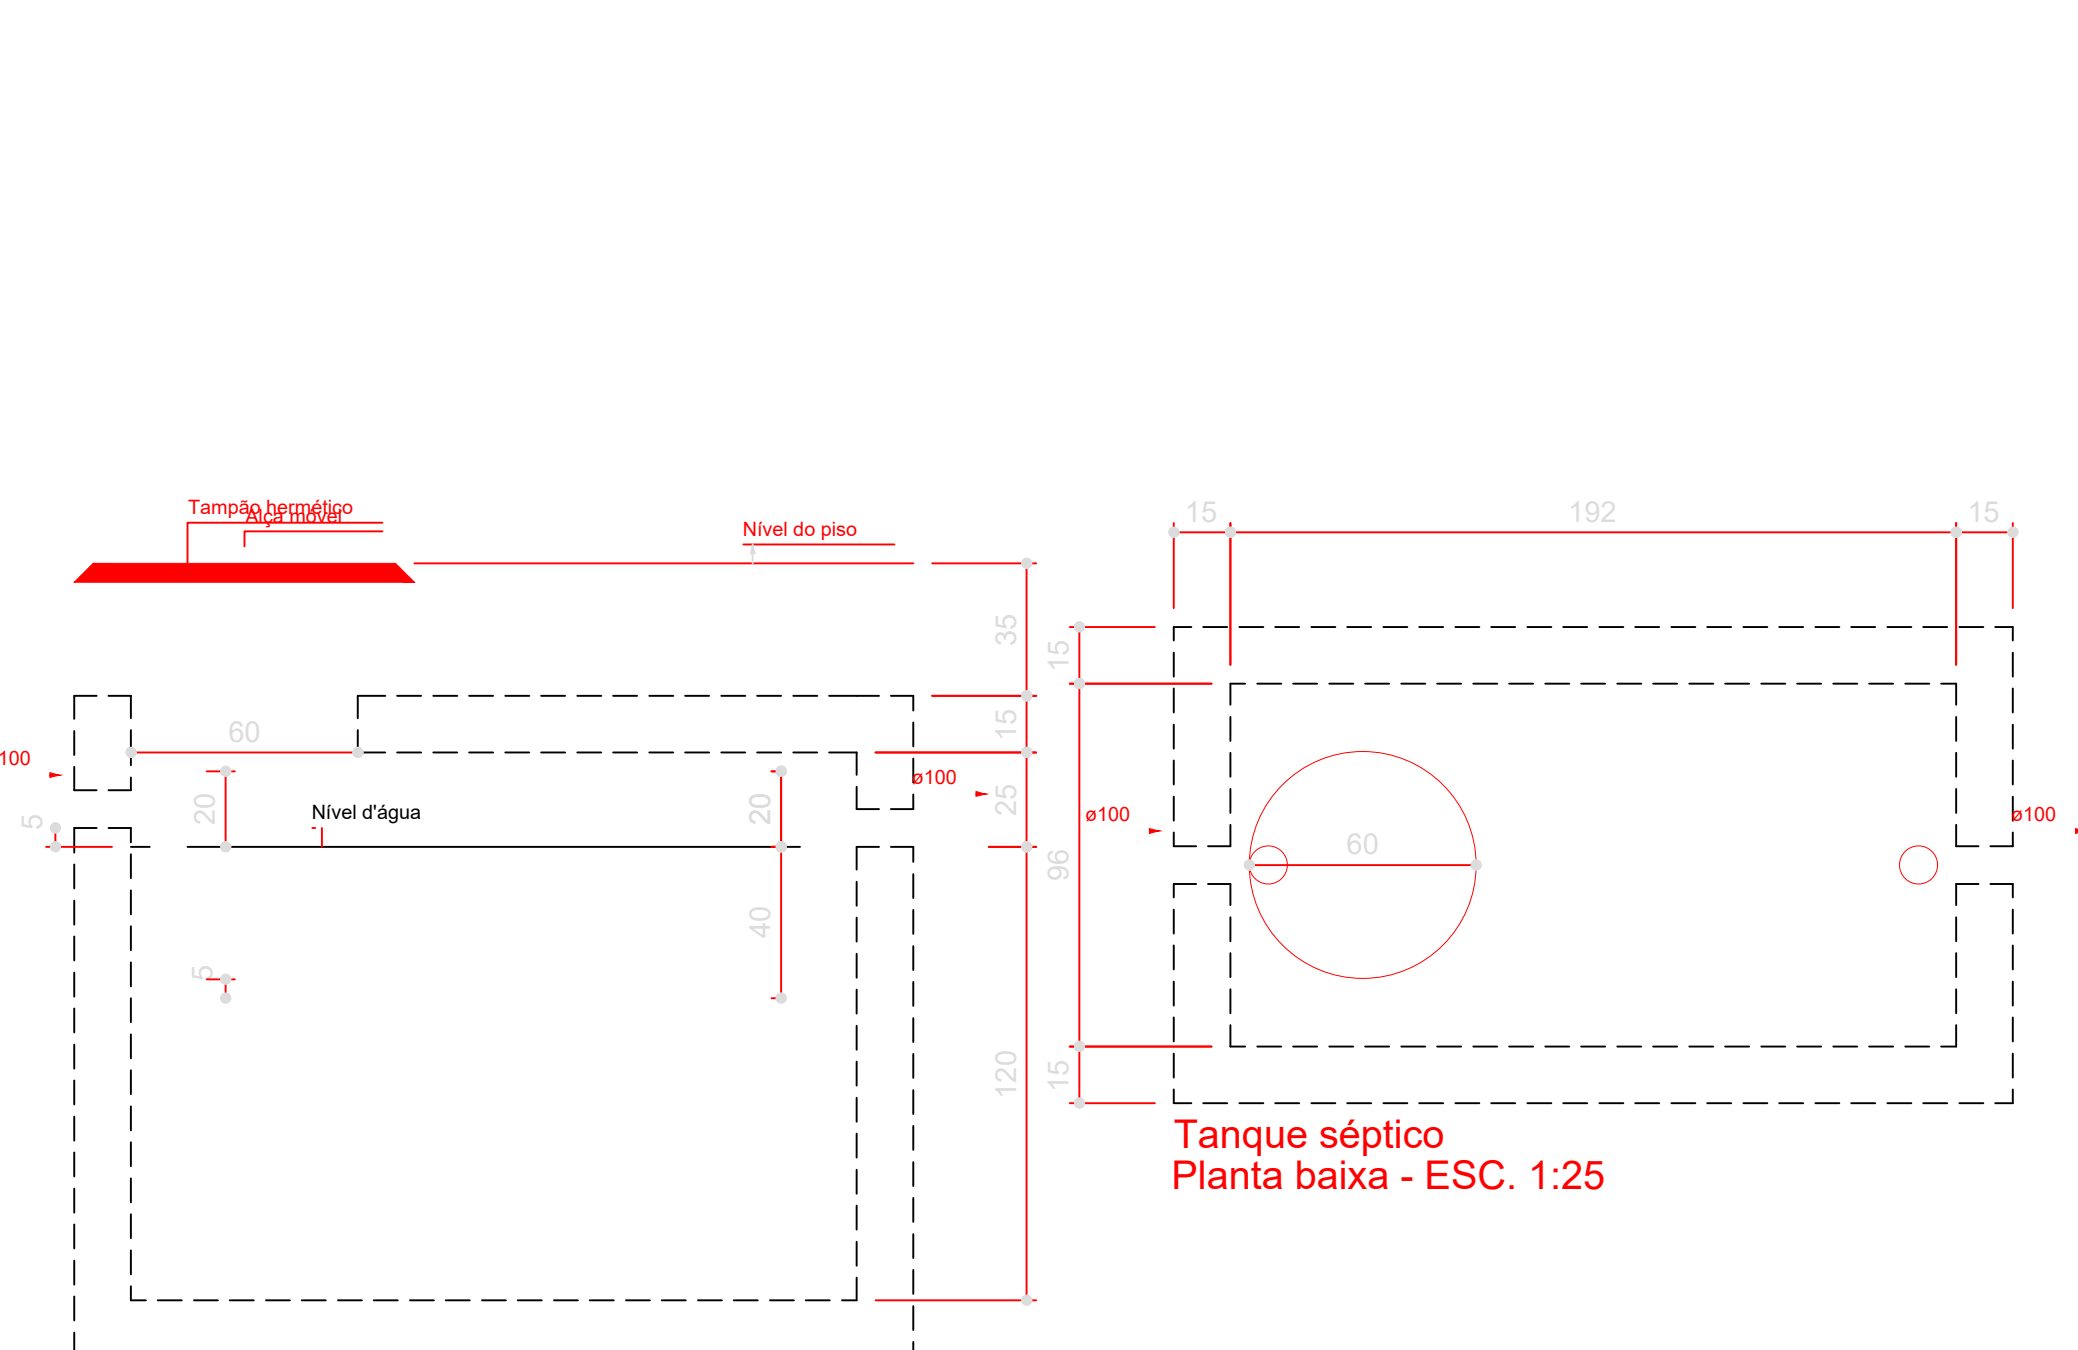 Tampão hermético
Alça móvel
Nível do piso
35
15
25
120
60
100
ø100
20
20
Nível d'água
5
40
5
15
192
15
15
96
15
ø100
60
ø100
Tanque séptico
Planta baixa - ESC. 1:25